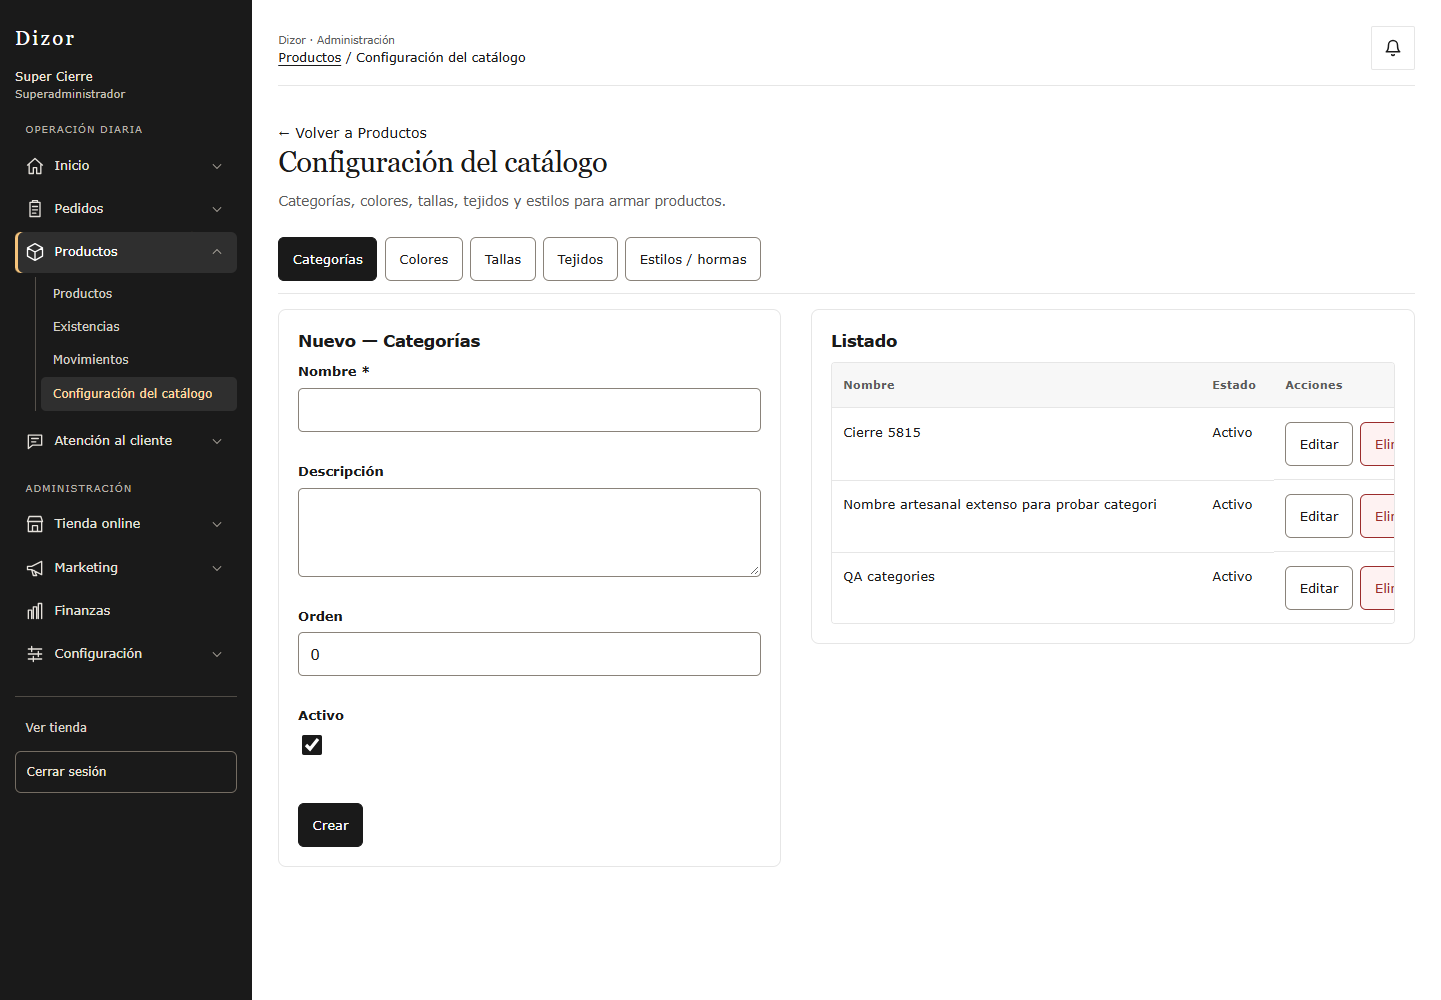 Dizor
Super Cierre
Superadministrador
OPERACIÓN DIARIA
Inicio
Pedidos
Productos
Productos
Existencias
Movimientos
Configuración del catálogo
Atención al cliente
ADMINISTRACIÓN
Tienda online
Marketing
Finanzas
Configuración
Ver tienda
Cerrar sesión
Dizor · Administración
Productos / Configuración del catálogo
← Volver a Productos
Configuración del catálogo
Categorías, colores, tallas, tejidos y estilos para armar productos.
Categorías Colores Tallas Tejidos Estilos / hormas
Nuevo — Categorías
Nombre *
Descripción
Orden
0
Activo
Crear
Listado
Nombre Estado Acciones
Cierre 5815 Activo Editar
Nombre artesanal extenso para probar categori Activo Editar
QA categories Activo Editar